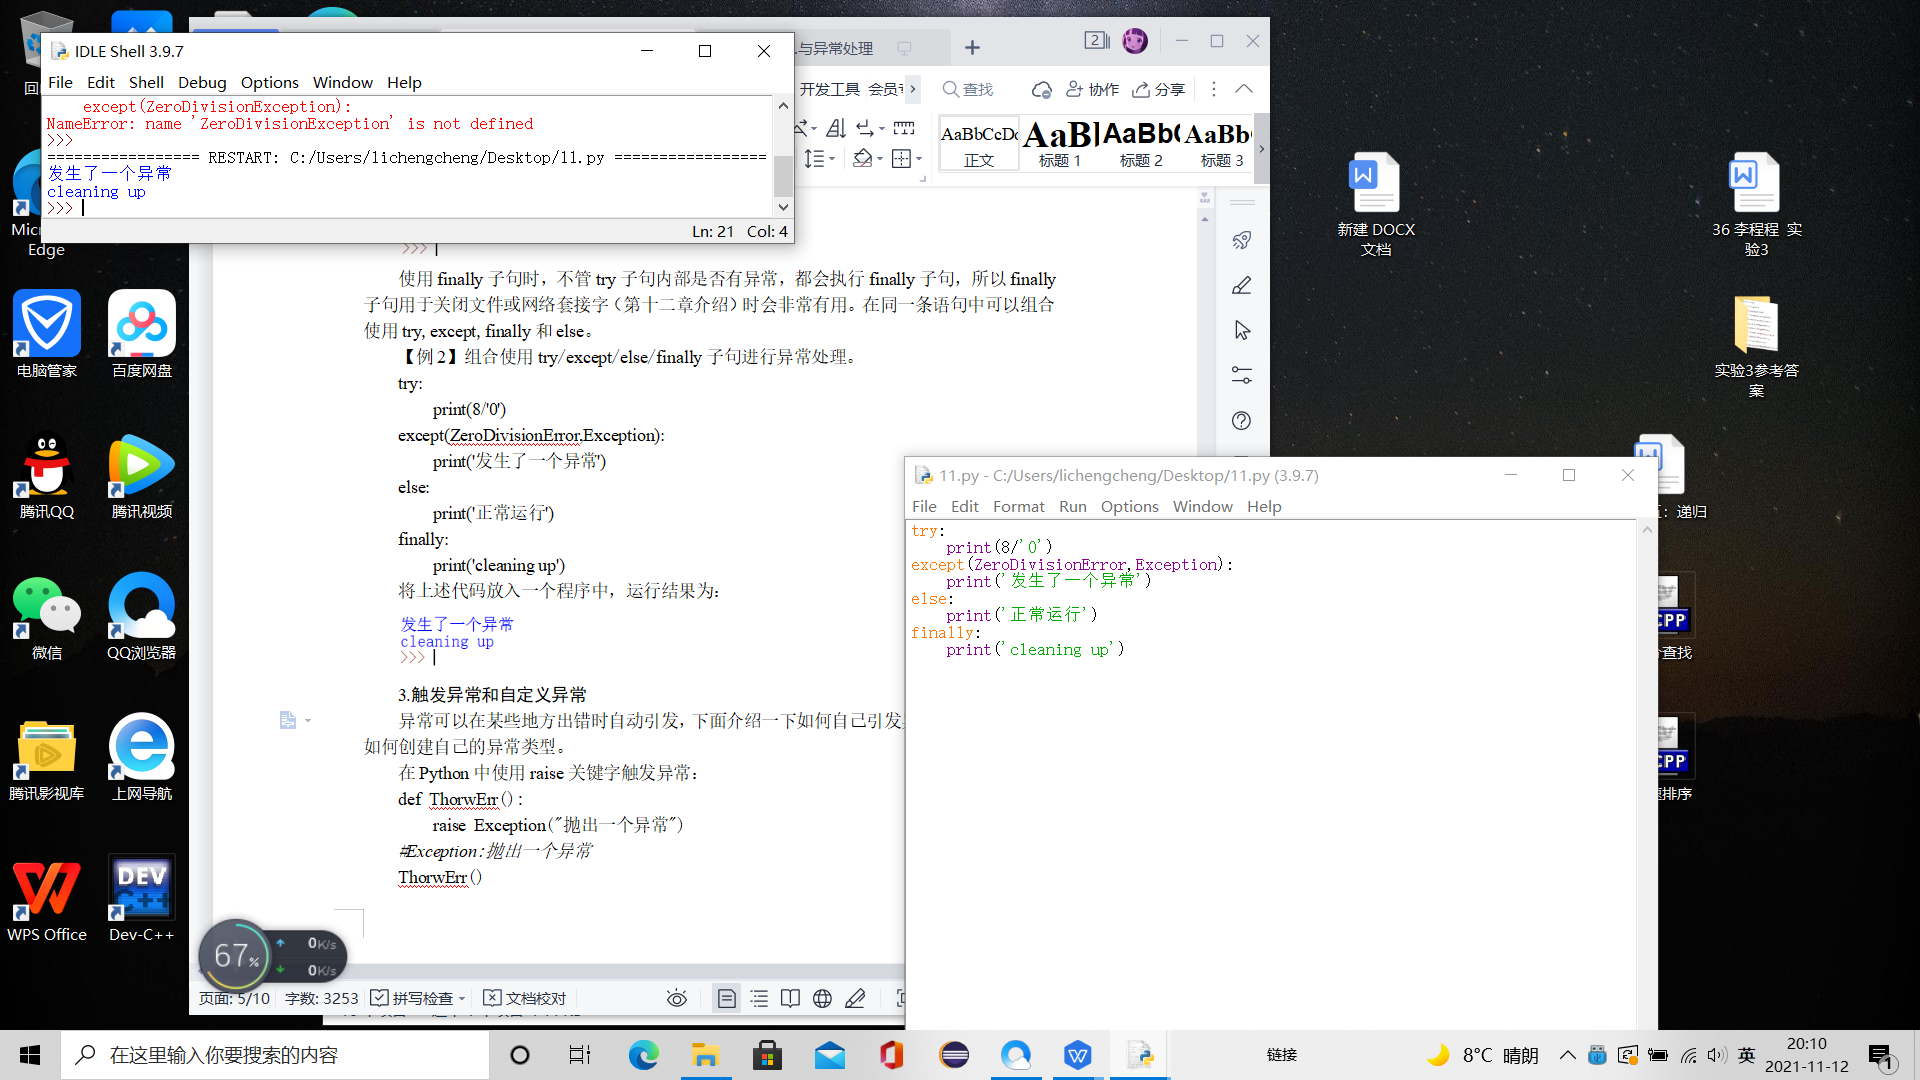 IDLE Shell 3.9.7
File Edit Shell Debug Options Window Help
except(ZeroDivisionException):
NameError: name 'ZeroDivisionException' is not defined
>>>
================= RESTART: C:/Users/lichengcheng/Desktop/11.py =================
发生了一个异常
cleaning up
>>>
Ln: 21 Col: 4
与异常处理
2
开发工具 会员专
查找
协作
分享
AaBbCcDd 正文
AaBl 标题 1
AaBb( 标题 2
AaBb 标题 3
>>>
使用 finally 子句时，不管 try 子句内部是否有异常，都会执行 finally 子句，所以 finally
子句用于关闭文件或网络套接字（第十二章介绍）时会非常有用。在同一条语句中可以组合
使用 try, except, finally 和 else。
【例 2】组合使用 try/except/else/finally 子句进行异常处理。
try:
print(8/'0')
except(ZeroDivisionError,Exception):
print('发生了一个异常')
else:
print('正常运行')
finally:
print('cleaning up')
将上述代码放入一个程序中，运行结果为：
发生了一个异常
cleaning up
>>>
3.触发异常和自定义异常
异常可以在某些地方出错时自动引发，下面介绍一下如何自己引发
如何创建自己的异常类型。
在 Python 中使用 raise 关键字触发异常：
def ThorwErr():
raise Exception("抛出一个异常")
#Exception:抛出一个异常
ThorwErr()
67%
0K/s
0K/s
页面: 5/10 字数: 3253 拼写检查 文档校对
11.py - C:/Users/lichengcheng/Desktop/11.py (3.9.7)
File Edit Format Run Options Window Help
try:
print(8/'0')
except(ZeroDivisionError,Exception):
print('发生了一个异常')
else:
print('正常运行')
finally:
print('cleaning up')
回
Mic
Edge
电脑管家
百度网盘
腾讯QQ
腾讯视频
微信
QQ浏览器
腾讯影视库
上网导航
WPS Office
DEV C++
Dev-C++
新建 DOCX
文档
36 李程程 实
验3
实验3参考答
案
：递归
CPP
查找
CPP
排序
在这里输入你要搜索的内容
链接
8°C 晴朗
英
20:10
2021-11-12
1